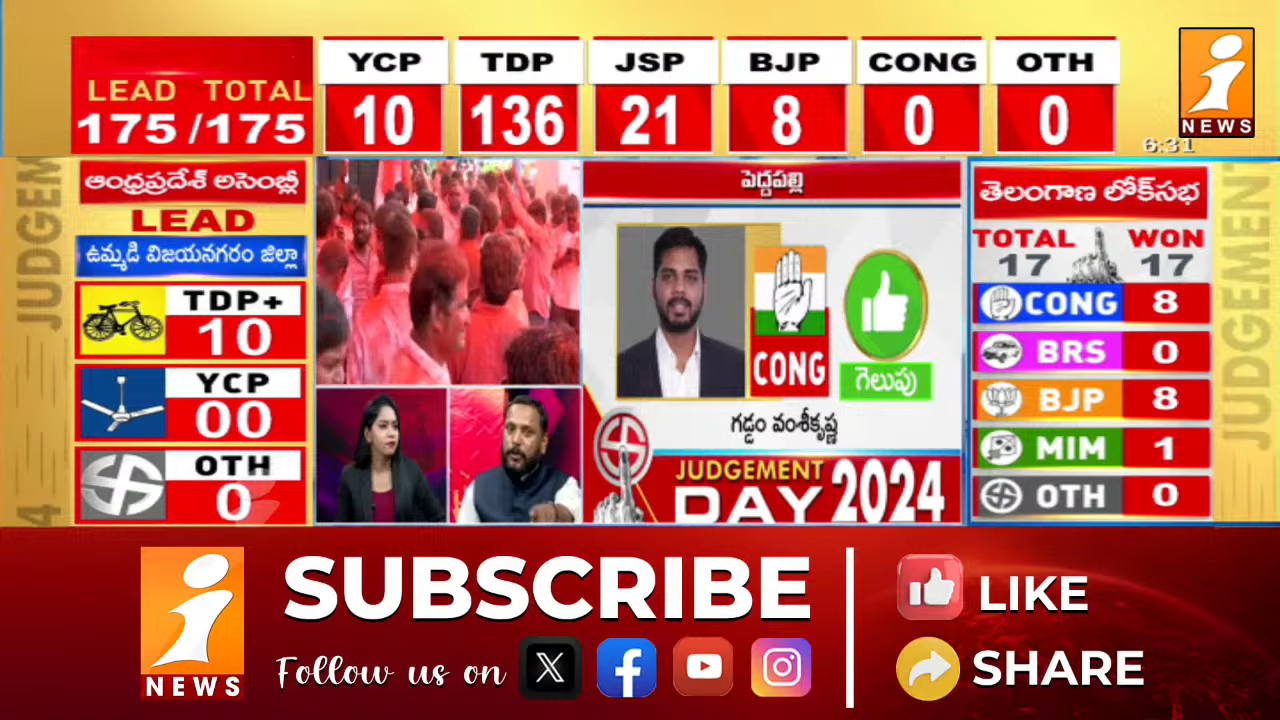 YCP TDP JSP BJP CONG OTH
LEAD TOTAL
175 /175
10 136 21 8 0 0
i
NEWS
6:31
JUDGEM
ఆంధ్రప్రదేశ్ అసెంబ్లీ
LEAD
ఉమ్మడి విజయనగరం జిల్లా
TDP+
10
YCP
00
OTH
0
4
పెద్దపల్లి
CONG
గెలుపు
గడ్డం వంశీకృష్ణ
JUDGEMENT
DAY 2024
తెలంగాణ లోక్‌సభ
TOTAL WON
17 17
CONG 8
BRS 0
BJP 8
MIM 1
OTH 0
JUDGEMENT
i
NEWS
SUBSCRIBE
Follow us on
LIKE
SHARE